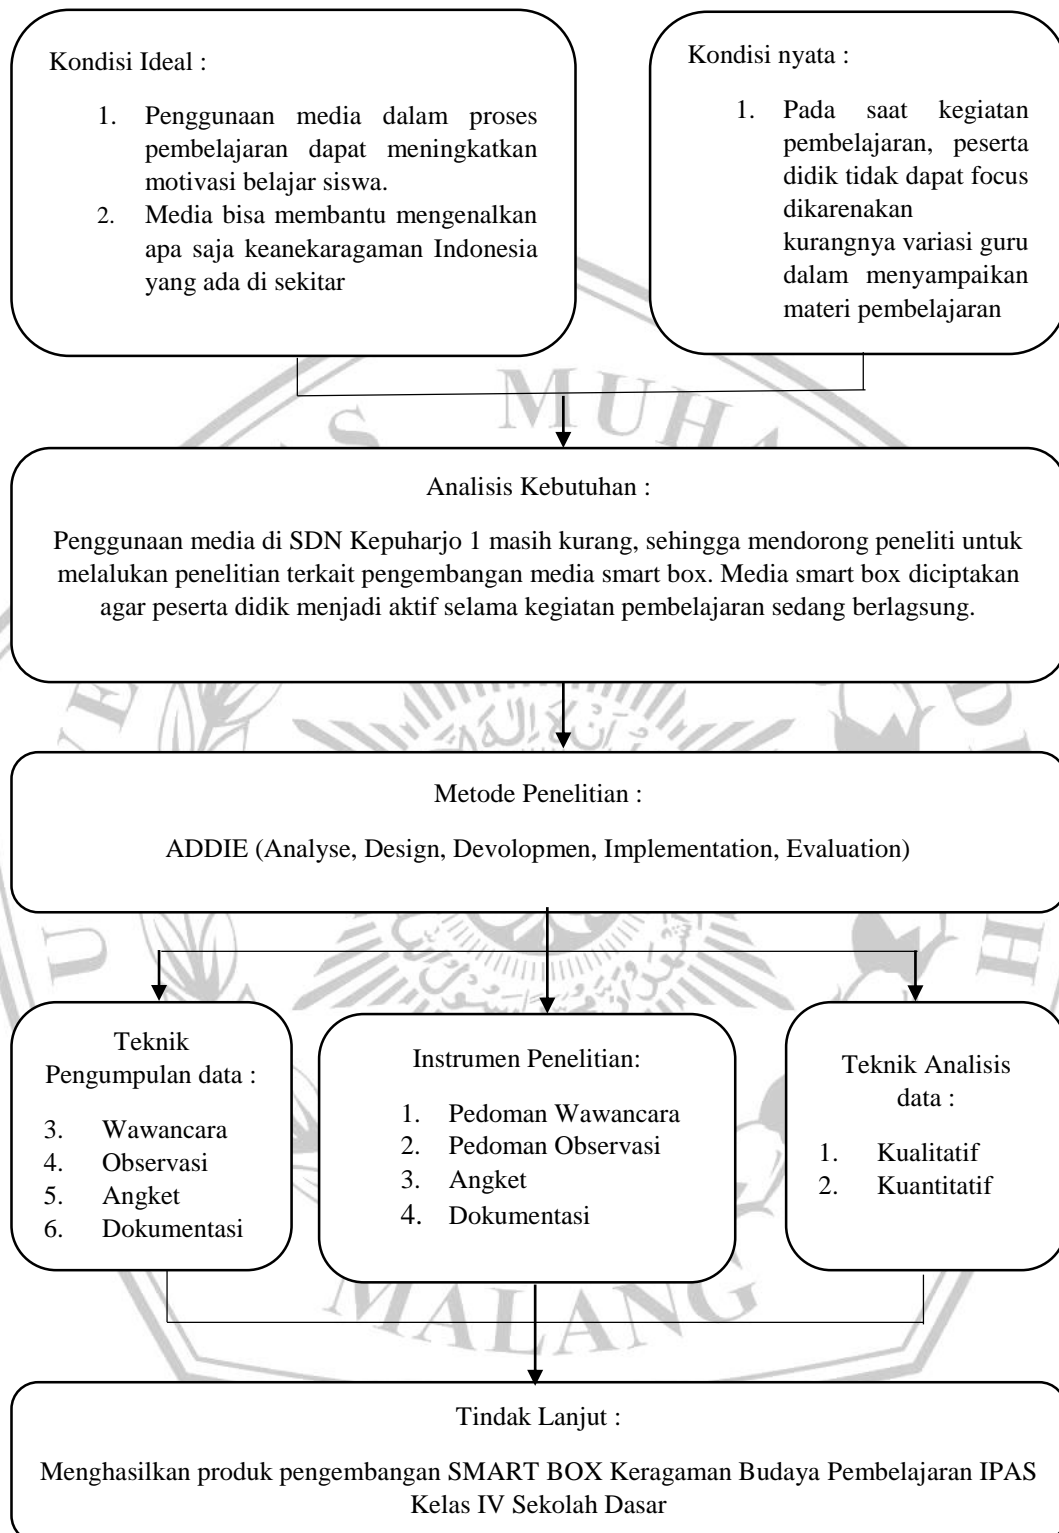 Kondisi Ideal :
1. Penggunaan media dalam proses
pembelajaran dapat meningkatkan
motivasi belajar siswa.
2. Media bisa membantu mengenalkan
apa saja keanekaragaman Indonesia
yang ada di sekitar
Kondisi nyata :
1. Pada saat kegiatan
pembelajaran, peserta
didik tidak dapat focus
dikarenakan
kurangnya variasi guru
dalam menyampaikan
materi pembelajaran
MUHA
Analisis Kebutuhan :
Penggunaan media di SDN Kepuharjo 1 masih kurang, sehingga mendorong peneliti untuk
melalukan penelitian terkait pengembangan media smart box. Media smart box diciptakan
agar peserta didik menjadi aktif selama kegiatan pembelajaran sedang berlagsung.
Metode Penelitian :
ADDIE (Analyse, Design, Devolopmen, Implementation, Evaluation)
Teknik
Pengumpulan data :
3. Wawancara
4. Observasi
5. Angket
6. Dokumentasi
Instrumen Penelitian:
1. Pedoman Wawancara
2. Pedoman Observasi
3. Angket
4. Dokumentasi
Teknik Analisis
data :
1. Kualitatif
2. Kuantitatif
MALANG
Tindak Lanjut :
Menghasilkan produk pengembangan SMART BOX Keragaman Budaya Pembelajaran IPAS
Kelas IV Sekolah Dasar